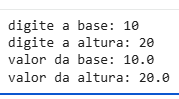 digite a base: 10
digite a altura: 20
valor da base: 10.0
valor da altura: 20.0